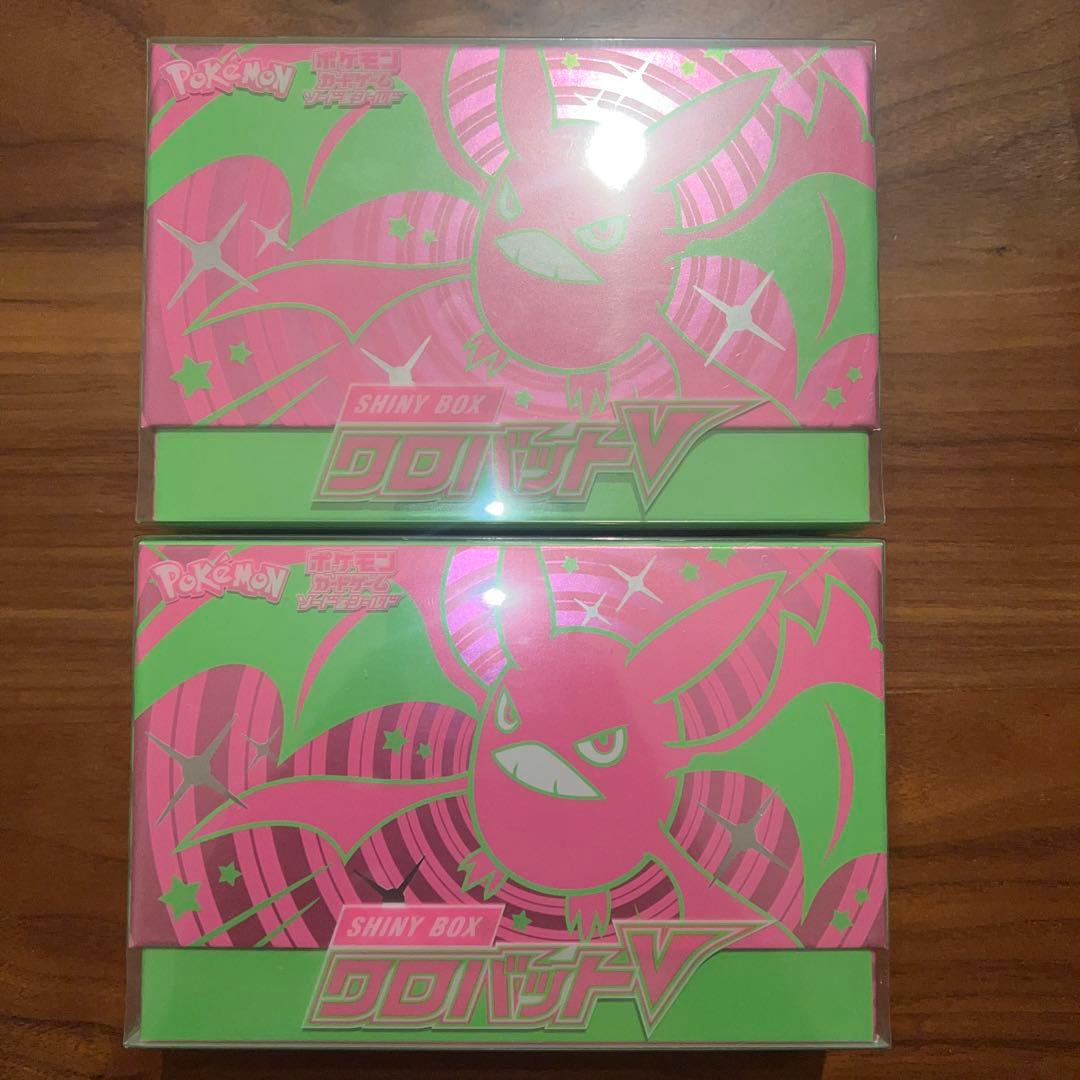 POKéMON
ポケモン
カードゲーム
ソード&シールド
SHINY BOX
クロバットV
POKéMON
ポケモン
カードゲーム
ソード&シールド
SHINY BOX
クロバットV